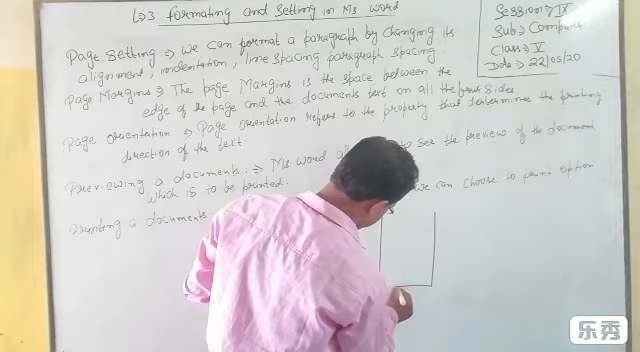 L>3 formating and Setting in Ms word
Session ⇒ IX
Sub ⇒ Computer
Class ⇒ V
Date ⇒ 22/05/20
Page Setting ⇒ We can format a paragraph by changing its
alignment, indentation, line spacing paragraph spacing.
Page Margins ⇒ The page Margins is the space between the
edge of the page and the documents text on all the four sides
Page orientation ⇒ Page orientation refers to the property that determines the printing
direction of the text.
Previewing a documents. ⇒ Ms word to see the preview of the document
which is to be printed.
Printing a documents we can choose to print option
乐秀